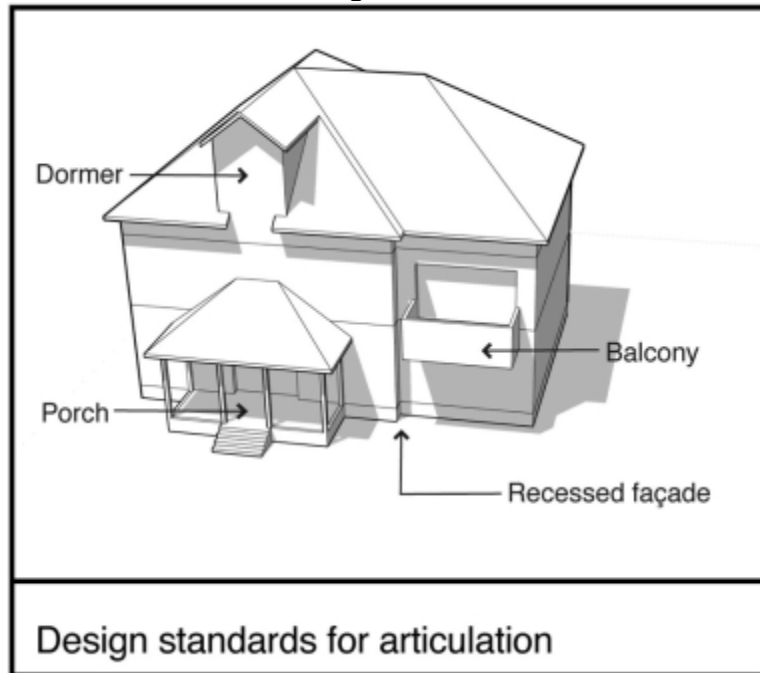 Dormer
Balcony
Porch
Recessed façade
Design standards for articulation